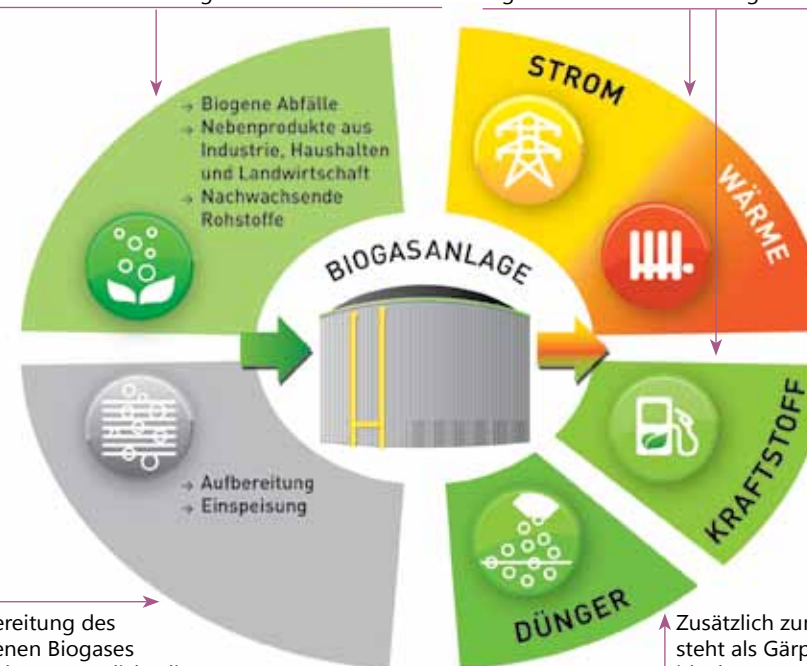 → Biogene Abfälle
→ Nebenprodukte aus
Industrie, Haushalten
und Landwirtschaft
→ Nachwachsende
Rohstoffe
STROM
WÄRME
BIOGASANLAGE
KRAFTSTOFF
DÜNGER
→ Aufbereitung
→ Einspeisung
ereitung des
enen Biogases
Zusätzlich zur
steht als Gärp